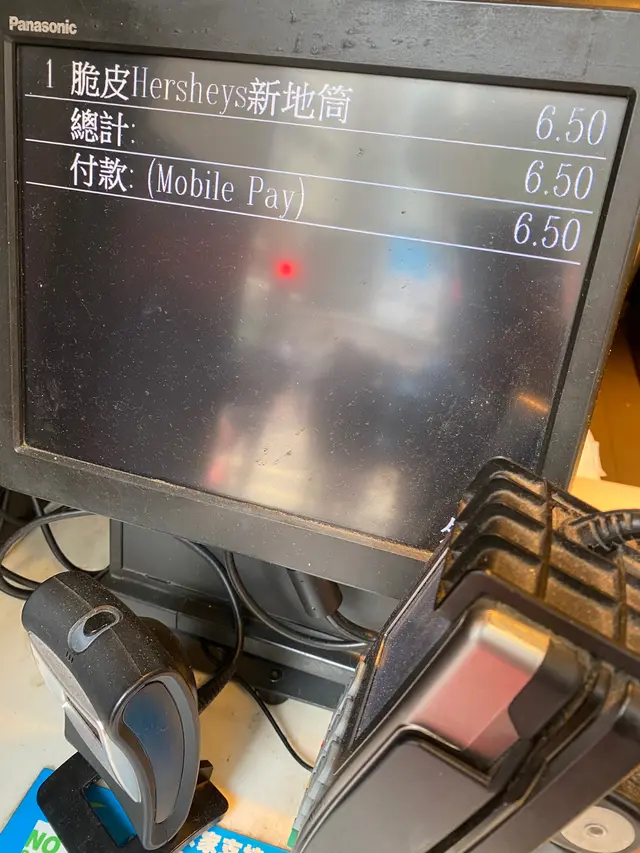 Panasonic
1 脆皮Hersheys新地筒 6.50
總計: 6.50
付款: (Mobile Pay) 6.50
NO